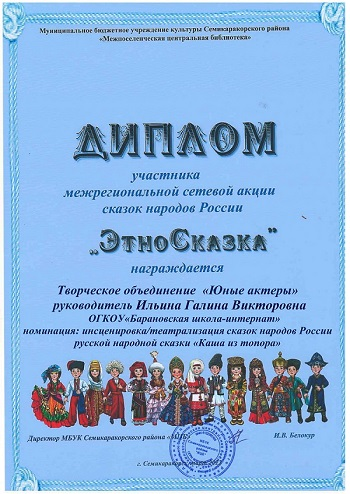 Муниципальное бюджетное учреждение культуры Семикаракорского района
«Межпоселенческая центральная библиотека»
ДИПЛОМ
участника
межрегиональной сетевой акции
сказок народов России
„ЭтноСказка”
награждается
Творческое объединение «Юные актеры»
руководитель Ильина Галина Викторовна
ОГКОУ«Барановская школа-интернат»
номинация: инсценировка/театрализация сказок народов России
русской народной сказки «Каша из топора»
Директор МБУК Семикаракорского района «МЦБ» И.В. Белокур
г. Семикаракорск